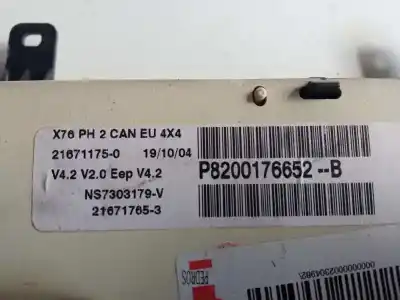 X76 PH 2 CAN EU 4X4
21671175-0 19/10/04
V4.2 V2.0 Eep V4.2
P8200176652--B
NS7303179-V
21671765-3
PEDROS